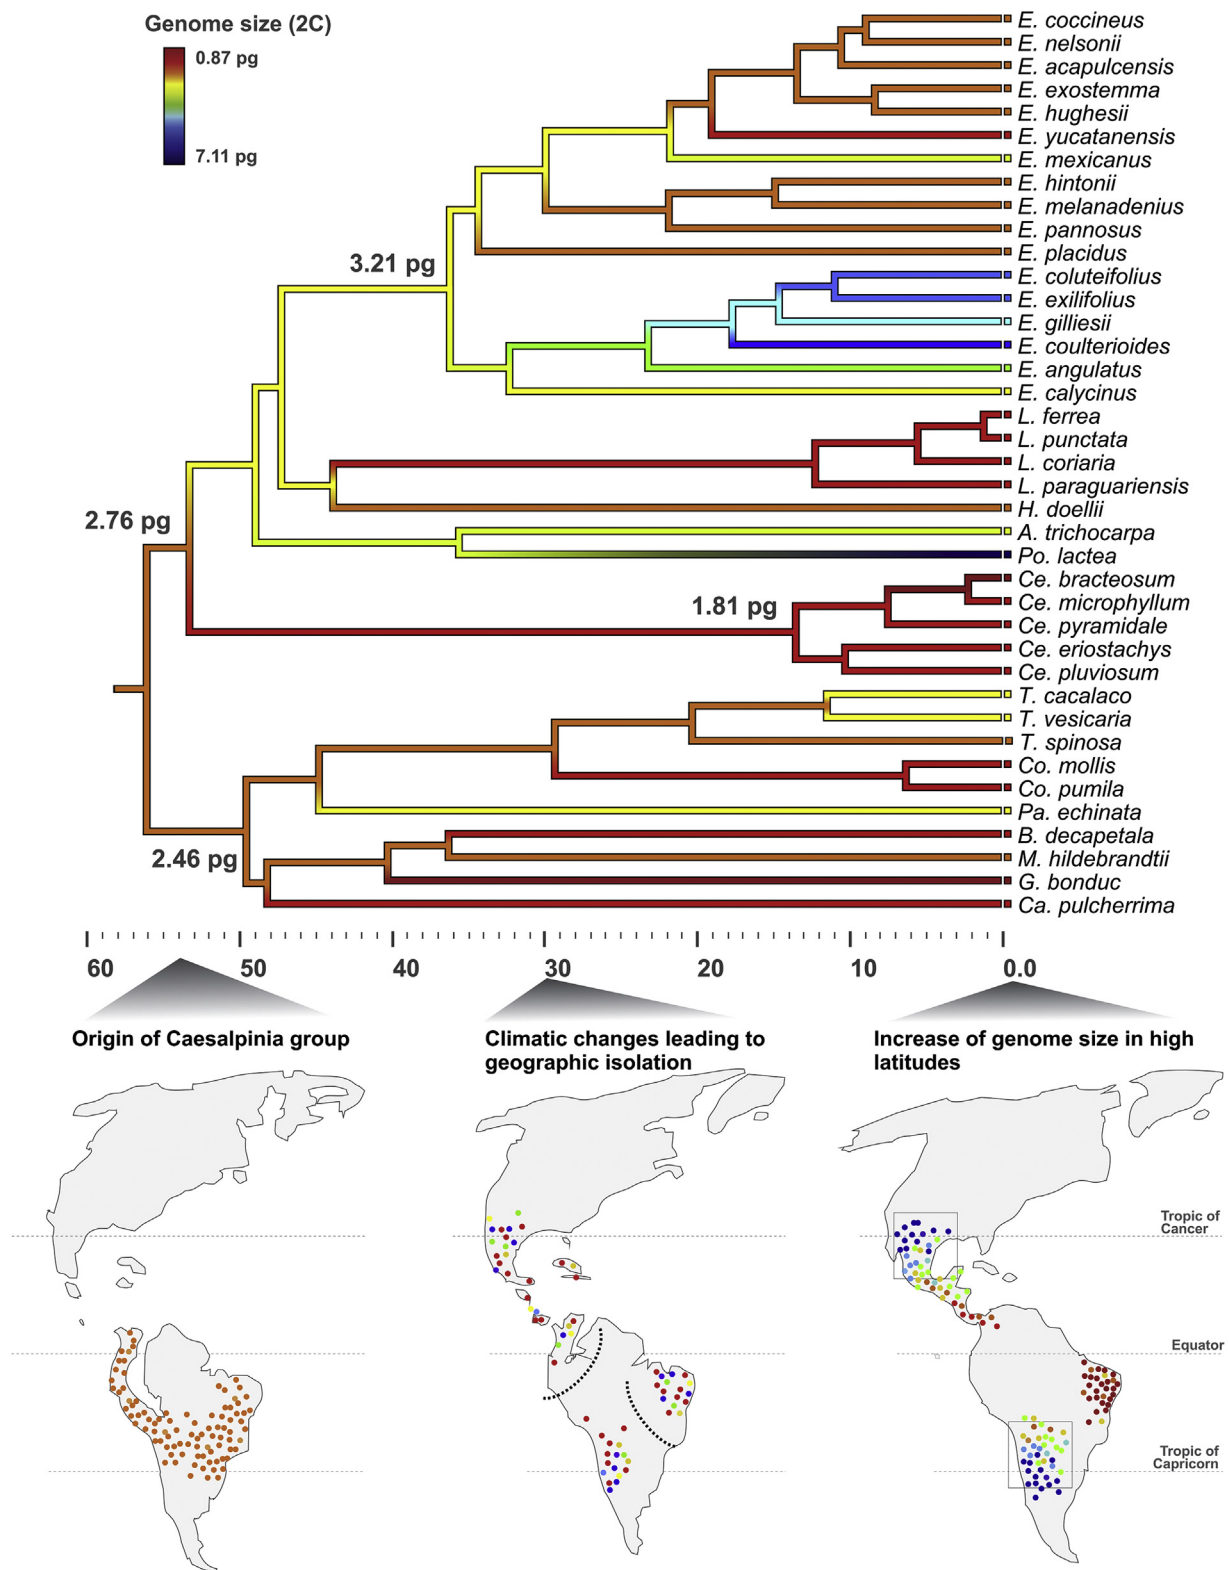 Genome size (2C)
0.87 pg
7.11 pg
E. coccineus
E. nelsonii
E. acapulcensis
E. exostemma
E. hughesii
E. yucatanensis
E. mexicanus
E. hintonii
E. melanadenius
E. pannosus
E. placidus
3.21 pg
E. coluteifolius
E. exilifolius
E. gilliesii
E. coulterioides
E. angulatus
E. calycinus
L. ferrea
L. punctata
L. coriaria
L. paraguariensis
H. doellii
2.76 pg
A. trichocarpa
Po. lactea
Ce. bracteosum
Ce. microphyllum
1.81 pg
Ce. pyramidale
Ce. eriostachys
Ce. pluviosum
T. cacalaco
T. vesicaria
T. spinosa
Co. mollis
Co. pumila
Pa. echinata
B. decapetala
2.46 pg
M. hildebrandtii
G. bonduc
Ca. pulcherrima
60 50 40 30 20 10 0.0
Origin of Caesalpinia group
Climatic changes leading to
geographic isolation
Increase of genome size in high
latitudes
Tropic of
Cancer
Equator
Tropic of
Capricorn